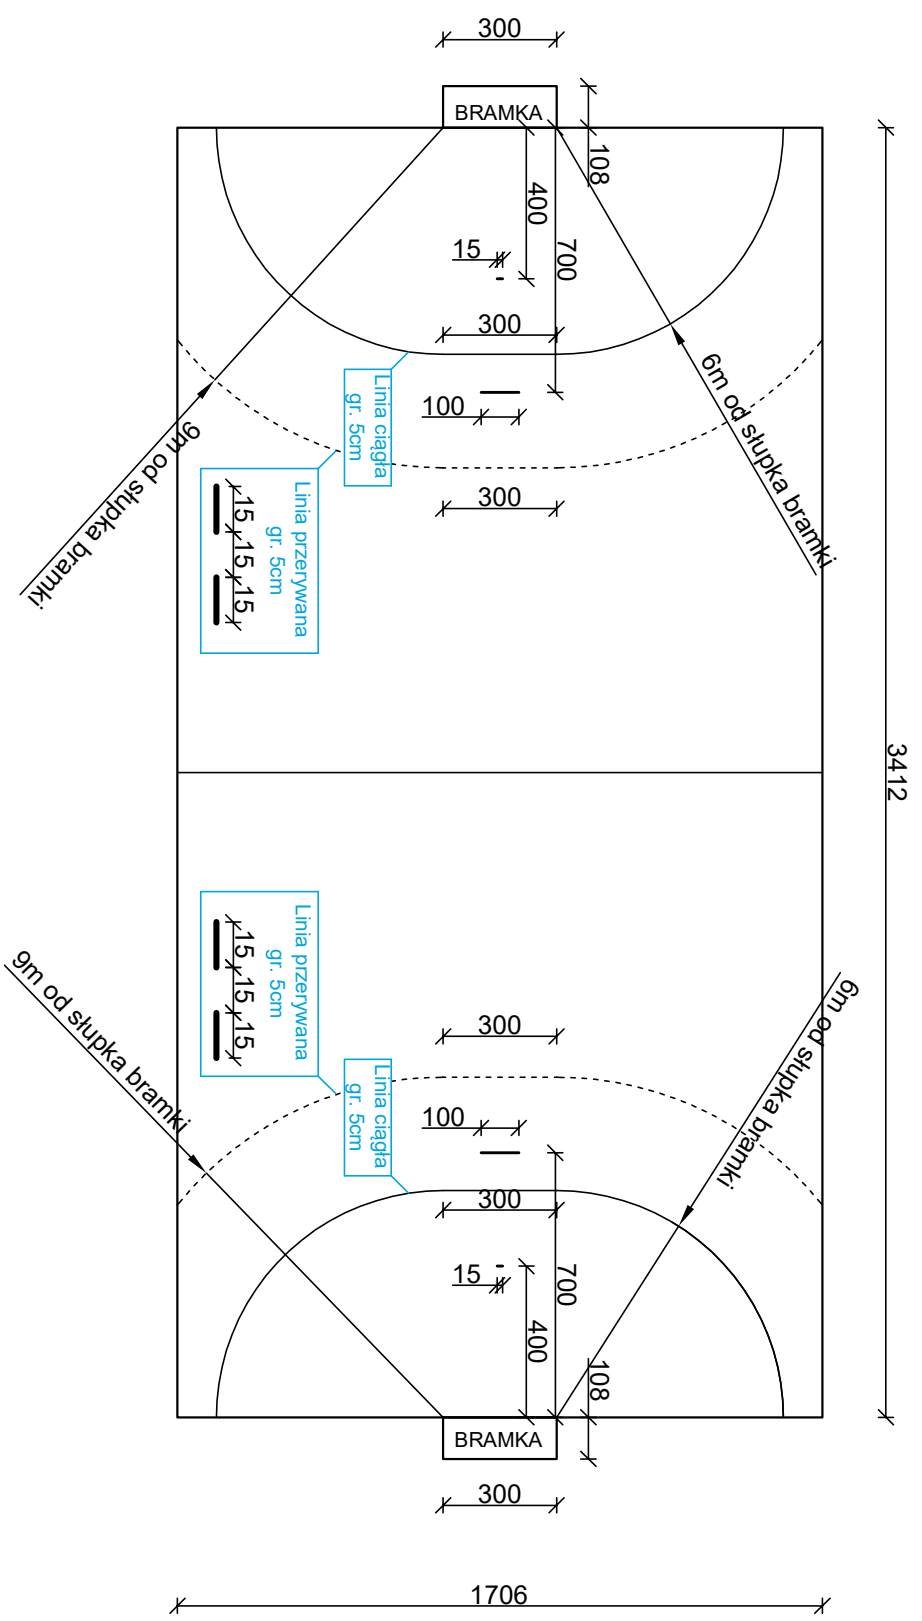 300
BRAMKA
108
400
700
15
300
6m od słupka bramki
Linia ciągła
gr. 5cm
100
9m od słupka bramki
300
Linia przerywana
gr. 5cm
15
15
15
3412
Linia przerywana
gr. 5cm
15
15
15
9m od słupka bramki
6m od słupka bramki
300
Linia ciągła
gr. 5cm
100
300
15
700
400
108
BRAMKA
300
1706